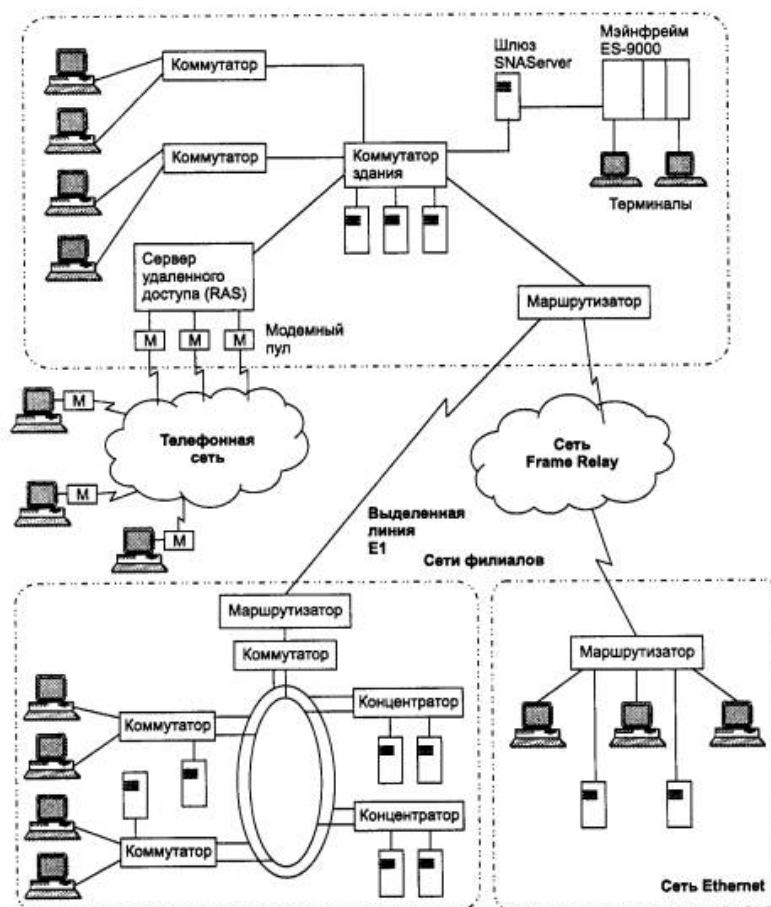 Шлюз
SNAServer
Мэйнфрейм
ES-9000
Коммутатор
Коммутатор
Коммутатор
здания
Терминалы
Сервер
удаленного
доступа (RAS)
Маршрутизатор
М
М
М
Модемный
пул
М
Телефонная
сеть
Сеть
Frame Relay
М
М
Выделенная
линия
E1
Сети филиалов
Маршрутизатор
Коммутатор
Маршрутизатор
Концентратор
Коммутатор
Концентратор
Коммутатор
Сеть Ethernet